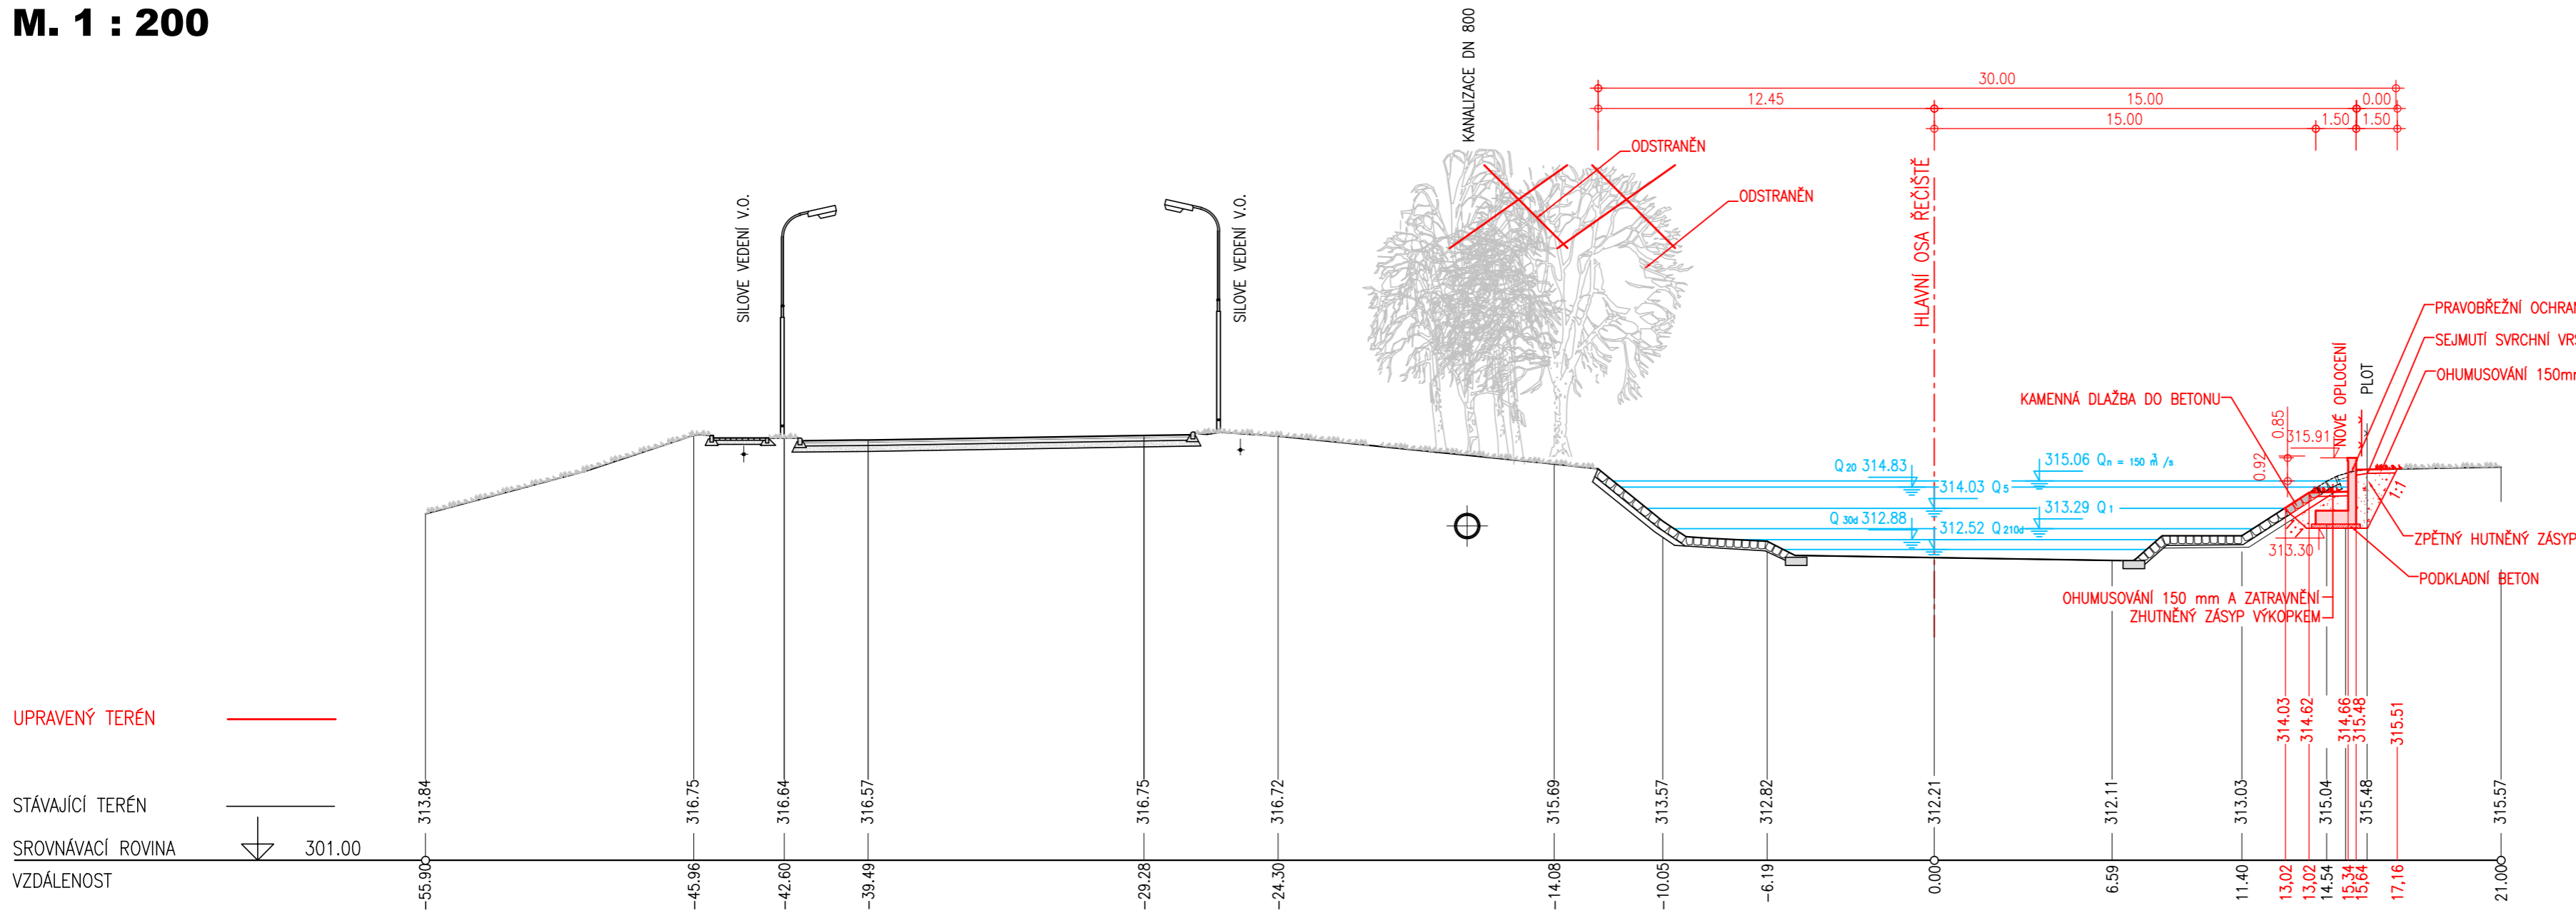 M. 1 : 200
KANALIZACE DN 800
30.00
12.45
15.00
0.00
15.00
1.50
1.50
ODSTRANĚN
ODSTRANĚN
SILOVE VEDENÍ V.O.
SILOVE VEDENÍ V.O.
HLAVNÍ OSA ŘEČIŠTĚ
PRAVOBŘEŽNÍ OCHRAN
SEJMUTÍ SVRCHNÍ VRS
OHUMUSOVÁNÍ 150mm
NOVÉ OPLOCENÍ
PLOT
KAMENNÁ DLAŽBA DO BETONU
0.85
315.91
0.92
Q20 314.83
315.06 Qn = 150 m³/s
314.03 Q5
313.29 Q1
Q30d 312.88
312.52 Q210d
1:1
313.30
ZPĚTNÝ HUTNĚNÝ ZÁSYP
PODKLADNÍ BETON
OHUMUSOVÁNÍ 150 mm A ZATRAVNĚNÍ
ZHUTNĚNÝ ZÁSYP VÝKOPKEM
UPRAVENÝ TERÉN
314.03
314.62
314,66
315.48
315.51
STÁVAJÍCÍ TERÉN
313.84
316.75
316.64
316.57
316.75
316.72
315.69
313.57
312.82
312.21
312.11
313.03
315.04
315.48
315.57
SROVNÁVACÍ ROVINA
301.00
VZDÁLENOST
-55.90
-45.96
-42.60
-39.49
-29.28
-24.30
-14.08
-10.05
-6.19
0.00
6.59
11.40
13,02
13,02
14.54
15,34
15,64
17,16
21.00